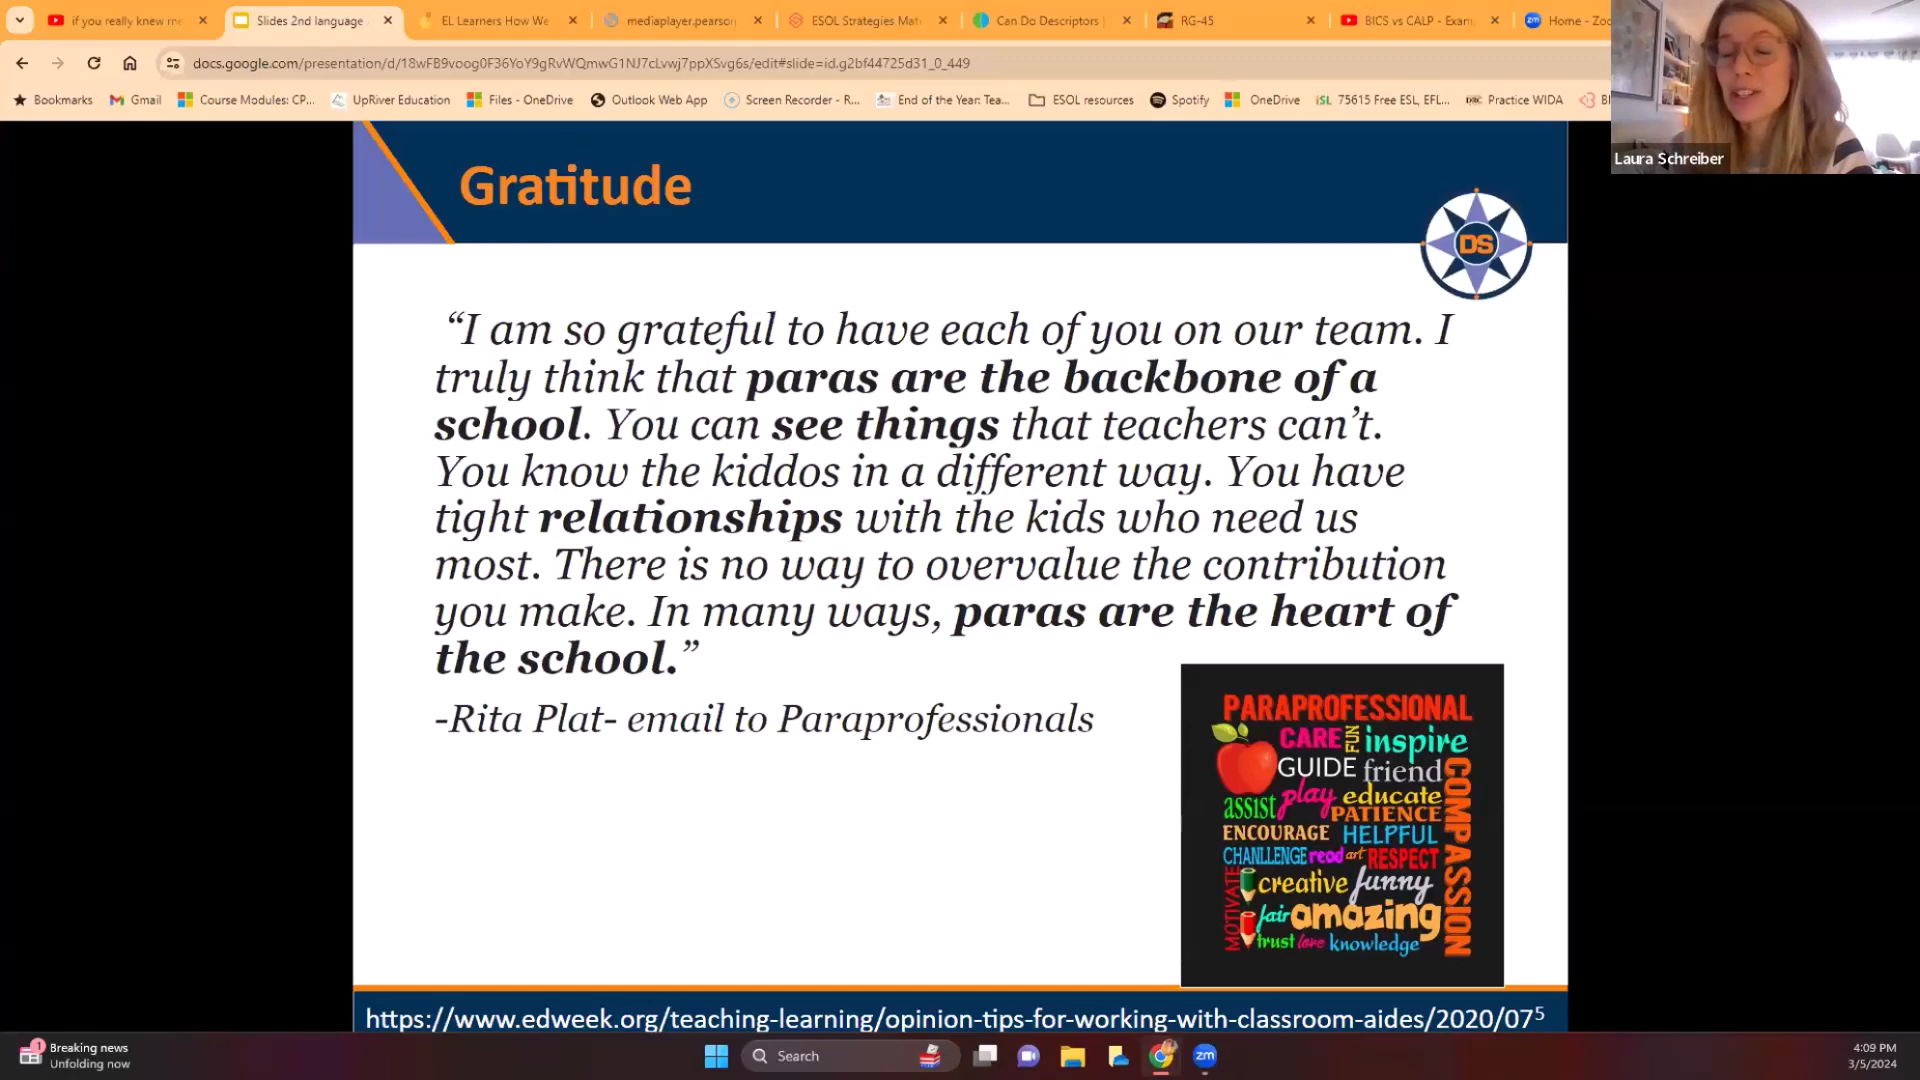 if you really knew me
Slides 2nd language
EL Learners How We
mediaplayer.pearson
ESOL Strategies Mat
Can Do Descriptors
RG-45
BICS vs CALP - Exam
Home - Zoo
docs.google.com/presentation/d/18wFB9voog0F36YoY9gRvWQmwG1NJ7cLvwj7ppXSvg6s/edit#slide=id.g2bf44725d31_0_449
Bookmarks
Gmail
Course Modules: CP...
UpRiver Education
Files - OneDrive
Outlook Web App
Screen Recorder - R...
End of the Year: Tea...
ESOL resources
Spotify
OneDrive
iSL 75615 Free ESL, EFL...
Practice WIDA
Laura Schreiber
Gratitude
DS
“I am so grateful to have each of you on our team. I
truly think that paras are the backbone of a
school. You can see things that teachers can’t.
You know the kiddos in a different way. You have
tight relationships with the kids who need us
most. There is no way to overvalue the contribution
you make. In many ways, paras are the heart of
the school.”
-Rita Plat- email to Paraprofessionals
PARAPROFESSIONAL
CARE FUN inspire
GUIDE friend
assist play educate
PATIENCE
COMPASSION
ENCOURAGE HELPFUL
CHANLLENGE read art RESPECT
MOTIVATE
creative funny
fair amazing
trust love knowledge
https://www.edweek.org/teaching-learning/opinion-tips-for-working-with-classroom-aides/2020/07
5
1
Breaking news
Unfolding now
Search
zm
4:09 PM
3/5/2024